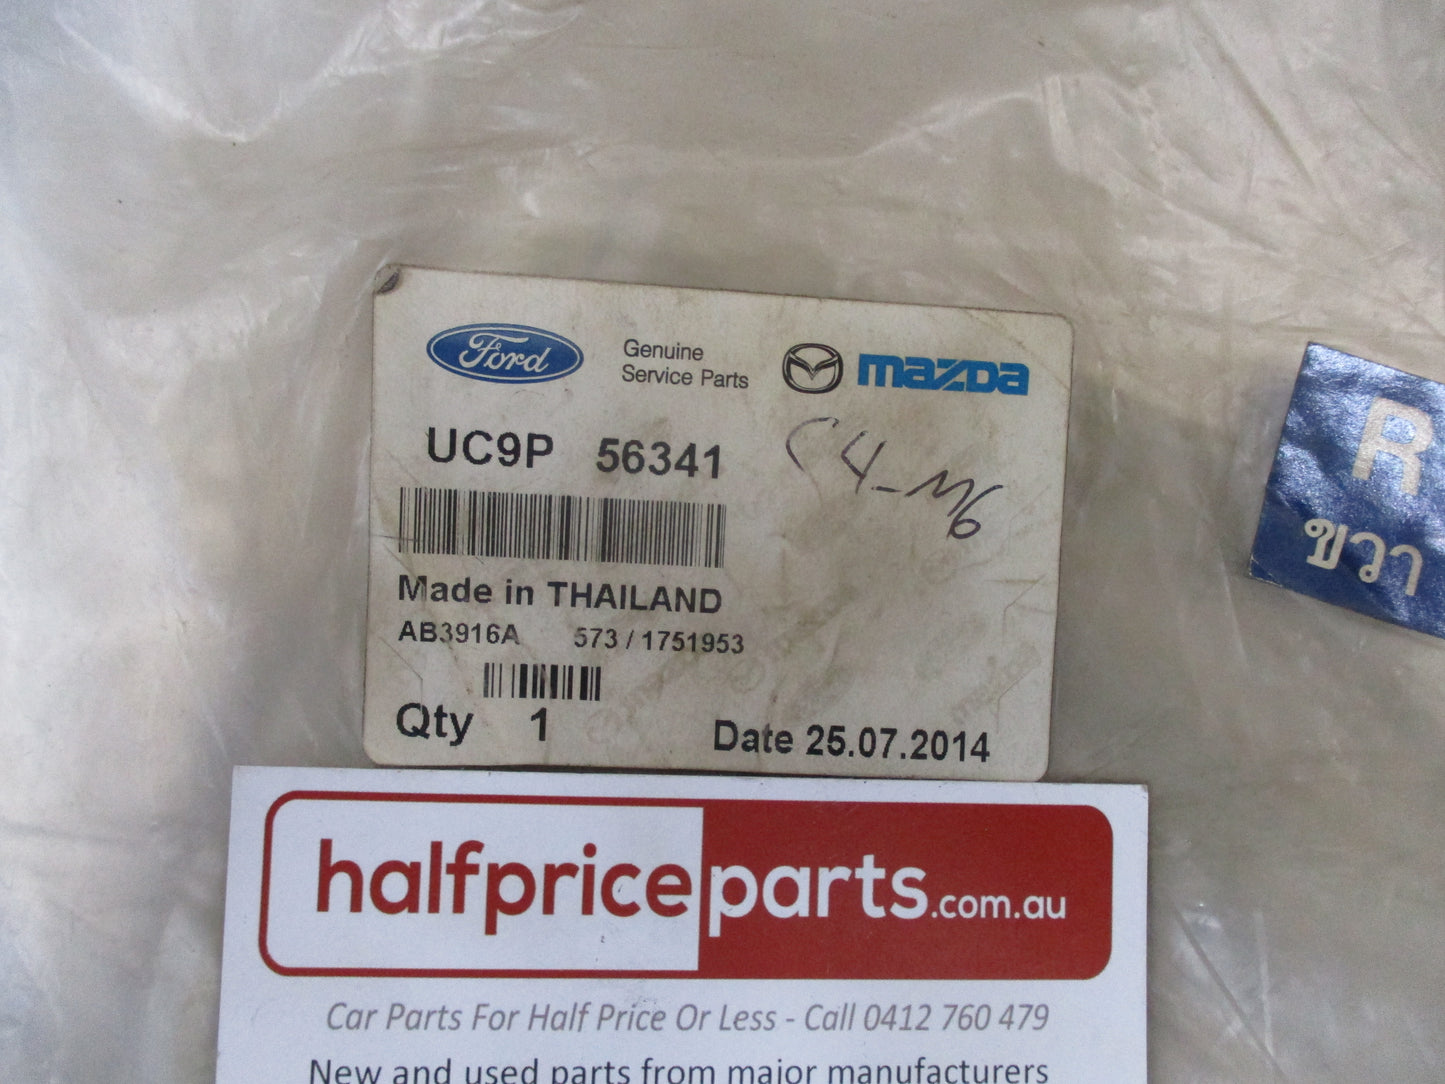 Ford
Genuine
Service Parts
mazda
UC9P 56341
C4-M6
Made in THAILAND
AB3916A 573 / 1751953
Qty 1
Date 25.07.2014
R
ขวา
halfpriceparts.com.au
Car Parts For Half Price Or Less - Call 0412 760 479
New and used parts from major manufacturers